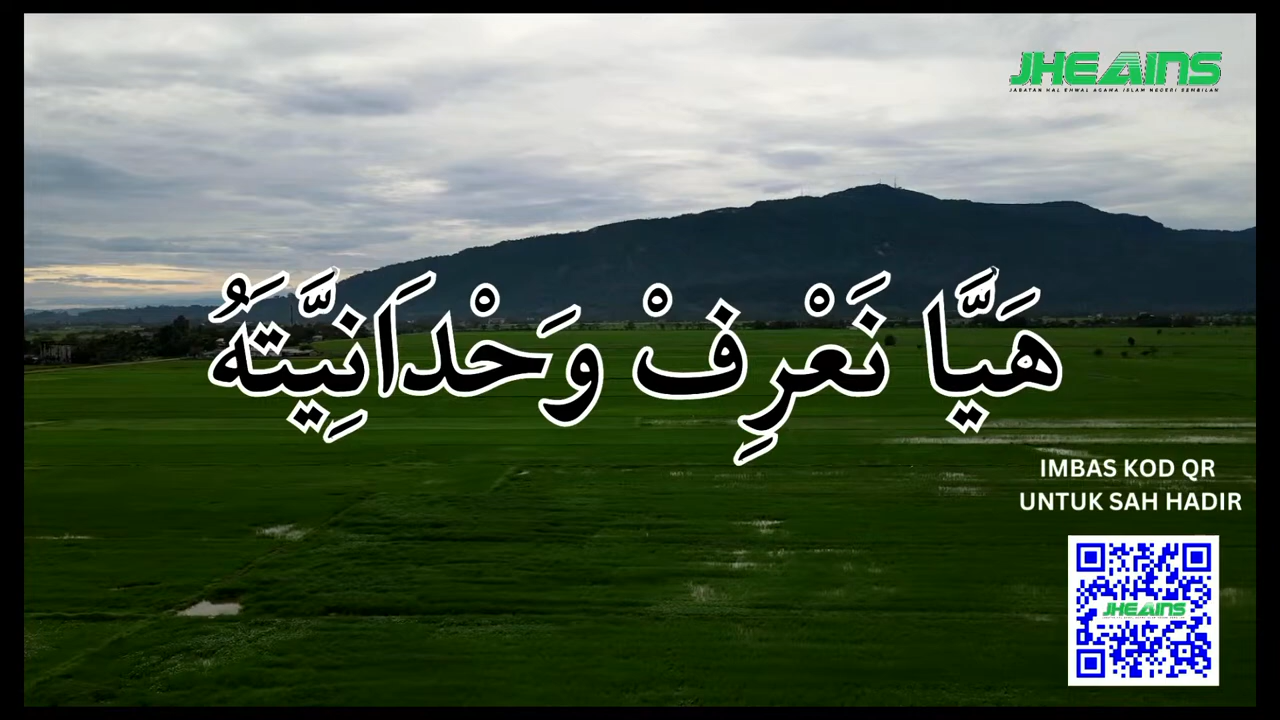 JHEAINS
JABATAN HAL EHWAL AGAMA ISLAM NEGERI SEMBILAN
هَيَّا نَعْرِفْ وَحْدَانِيَّتَهُ
IMBAS KOD QR
UNTUK SAH HADIR
JHEAINS